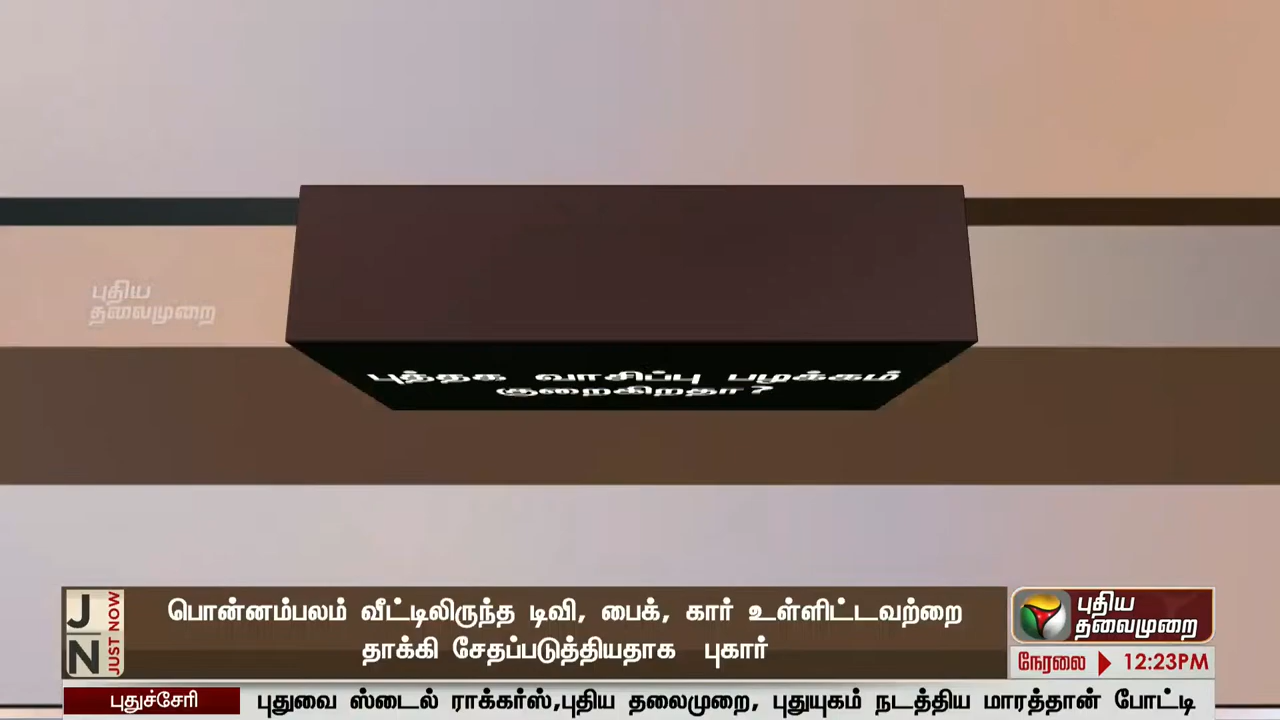 புதிய
தலைமுறை
புத்தக வாசிப்பு பழக்கம்
குறைகிறதா?
JN JUST NOW
பொன்னம்பலம் வீட்டிலிருந்த டிவி, பைக், கார் உள்ளிட்டவற்றை
தாக்கி சேதப்படுத்தியதாக புகார்
புதிய
தலைமுறை
நேரலை 12:23PM
புதுச்சேரி புதுவை ஸ்டைல் ராக்கர்ஸ்,புதிய தலைமுறை, புதுயுகம் நடத்திய மாரத்தான் போட்டி